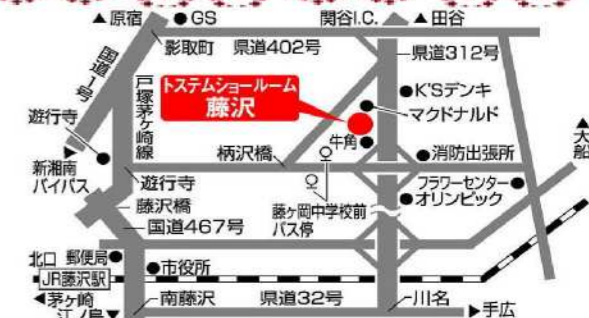 ▲原宿
●GS
関谷I.C.
▲田谷
影取町
県道402号
県道312号
国道1号
戸塚茅ヶ崎線
トステムショールーム
藤沢
●K'Sデンキ
マクドナルド
遊行寺
牛角
▲大船
新湘南
バイパス
柄沢橋
●消防出張所
遊行寺
フラワーセンター
藤沢橋
藤ヶ岡中学校前
バス停
オリンピック
国道467号
北口
郵便局
市役所
JR藤沢駅
◀茅ヶ崎
江ノ島▼
南藤沢
県道32号
川名
▶手広